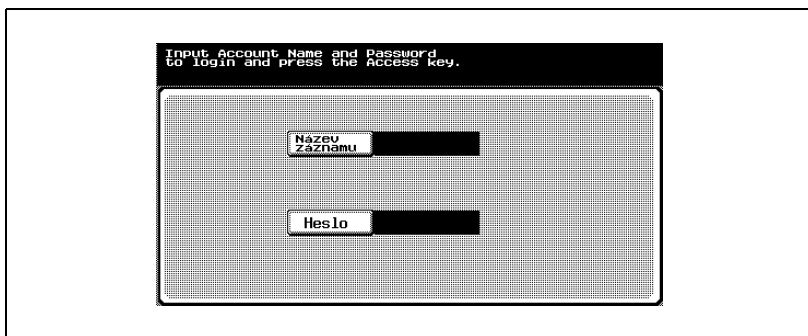 Input Account Name and Password
to login and press the Access key.
Název
záznamu
Heslo